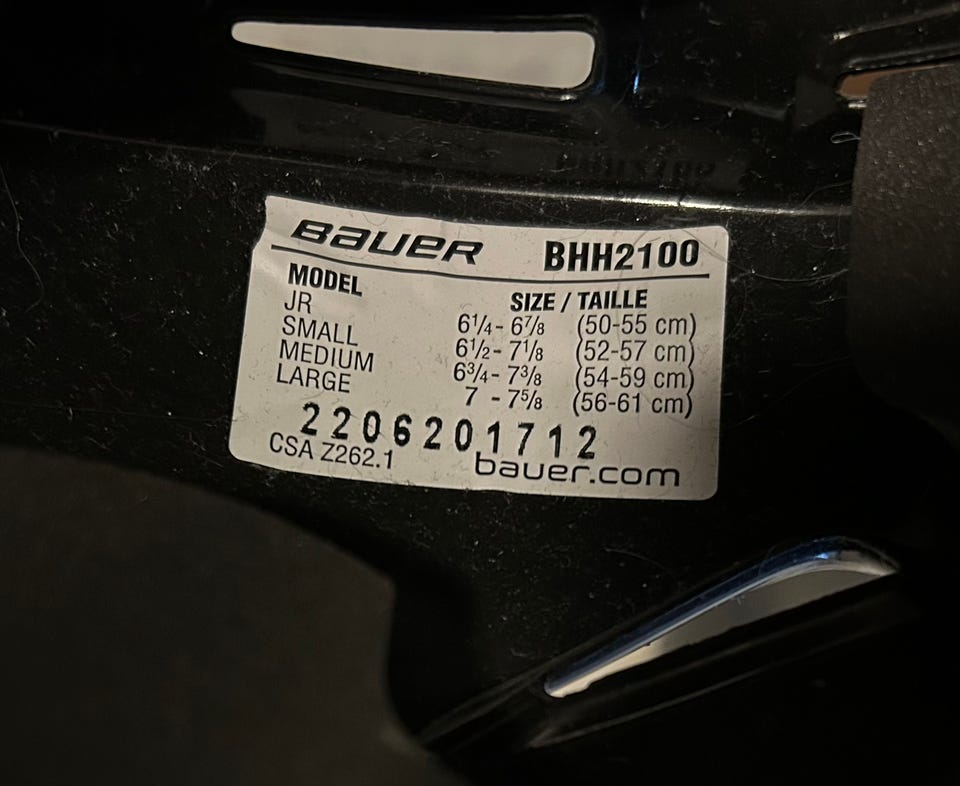 BAUER BHH2100
MODEL SIZE / TAILLE
JR 6¼- 6⅞ (50-55 cm)
SMALL 6½- 7⅛ (52-57 cm)
MEDIUM 6¾- 7⅜ (54-59 cm)
LARGE 7 - 7⅝ (56-61 cm)
2206201712
CSA Z262.1 bauer.com